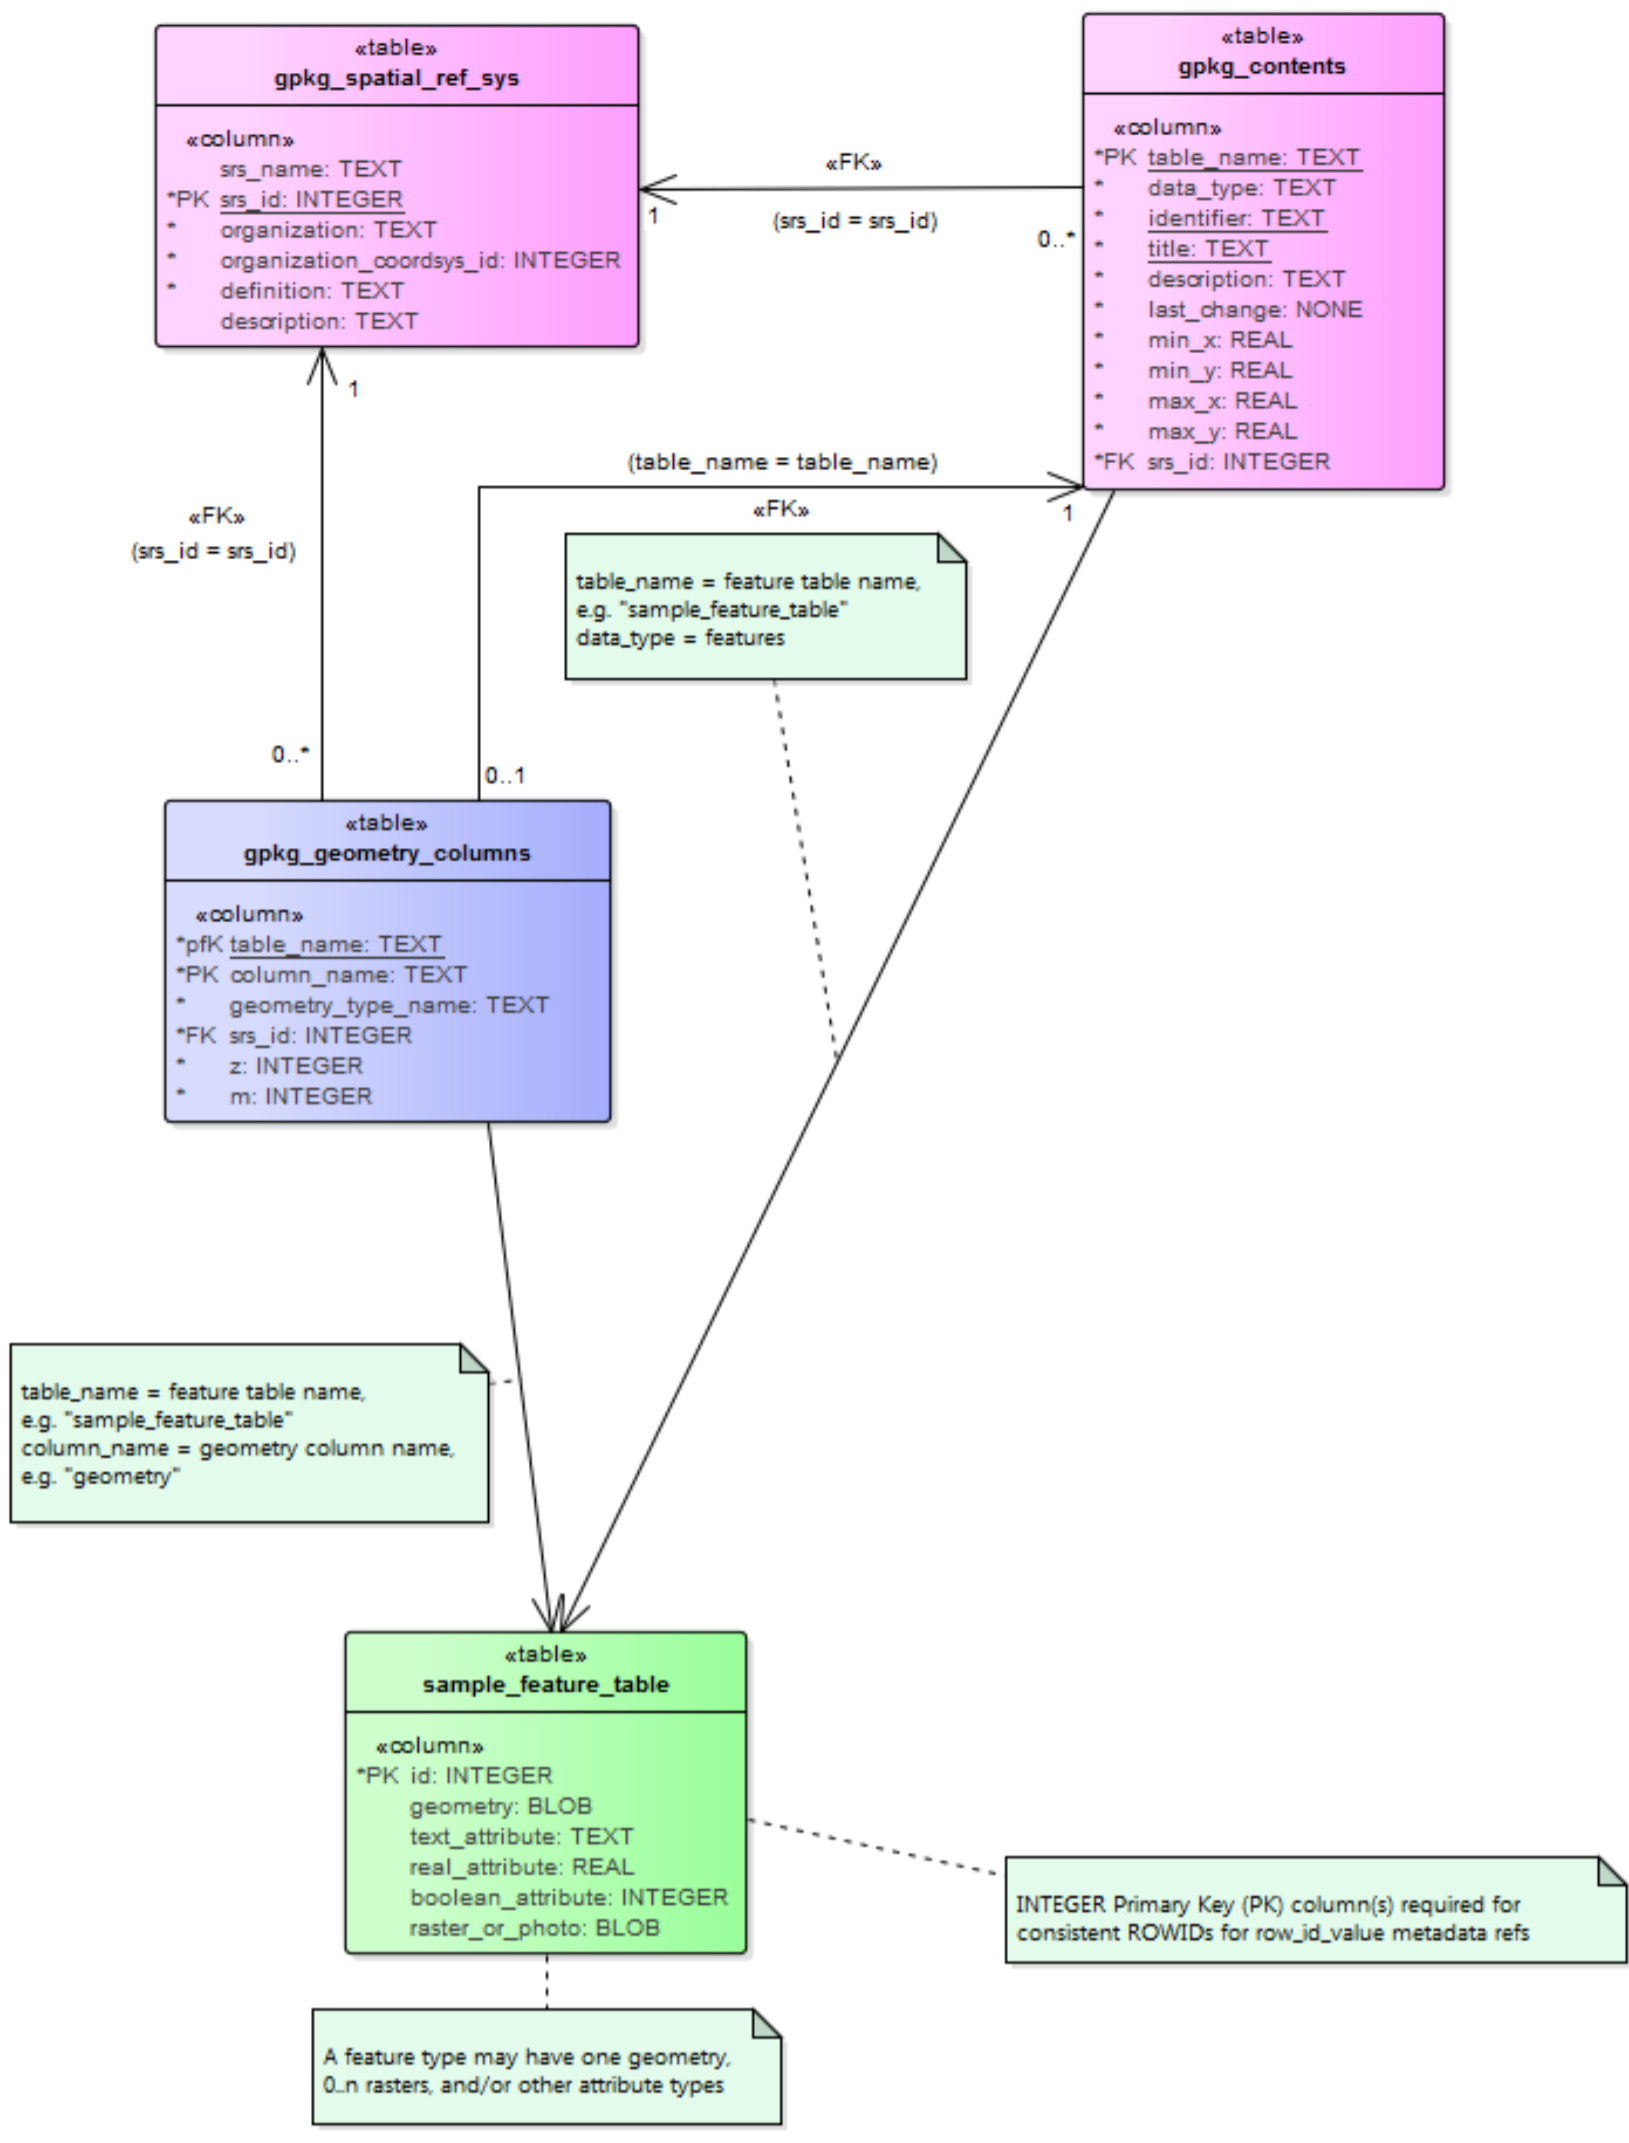 «table»
gpkg_spatial_ref_sys
«column»
srs_name: TEXT
*PK srs_id: INTEGER
* organization: TEXT
* organization_coordsys_id: INTEGER
* definition: TEXT
description: TEXT
«table»
gpkg_contents
«column»
*PK table_name: TEXT
* data_type: TEXT
* identifier: TEXT
* title: TEXT
* description: TEXT
* last_change: NONE
* min_x: REAL
* min_y: REAL
* max_x: REAL
* max_y: REAL
*FK srs_id: INTEGER
«FK»
1
(srs_id = srs_id)
0..*
1
«FK»
(srs_id = srs_id)
0..*
(table_name = table_name)
«FK»
1
0..1
table_name = feature table name,
e.g. "sample_feature_table"
data_type = features
«table»
gpkg_geometry_columns
«column»
*pfK table_name: TEXT
*PK column_name: TEXT
* geometry_type_name: TEXT
*FK srs_id: INTEGER
* z: INTEGER
* m: INTEGER
table_name = feature table name,
e.g. "sample_feature_table"
column_name = geometry column name,
e.g. "geometry"
«table»
sample_feature_table
«column»
*PK id: INTEGER
geometry: BLOB
text_attribute: TEXT
real_attribute: REAL
boolean_attribute: INTEGER
raster_or_photo: BLOB
INTEGER Primary Key (PK) column(s) required for
consistent ROWIDs for row_id_value metadata refs
A feature type may have one geometry,
0..n rasters, and/or other attribute types